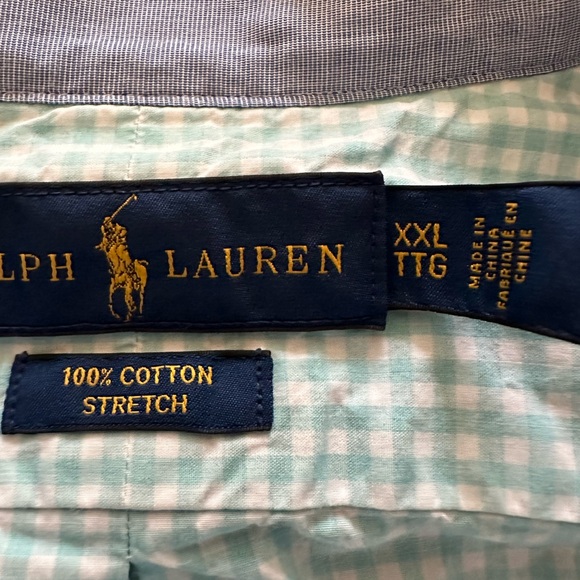 LPH LAUREN
XXL
TTG
MADE IN
CHINA
FABRIQUÉ EN
CHINE
100% COTTON
STRETCH